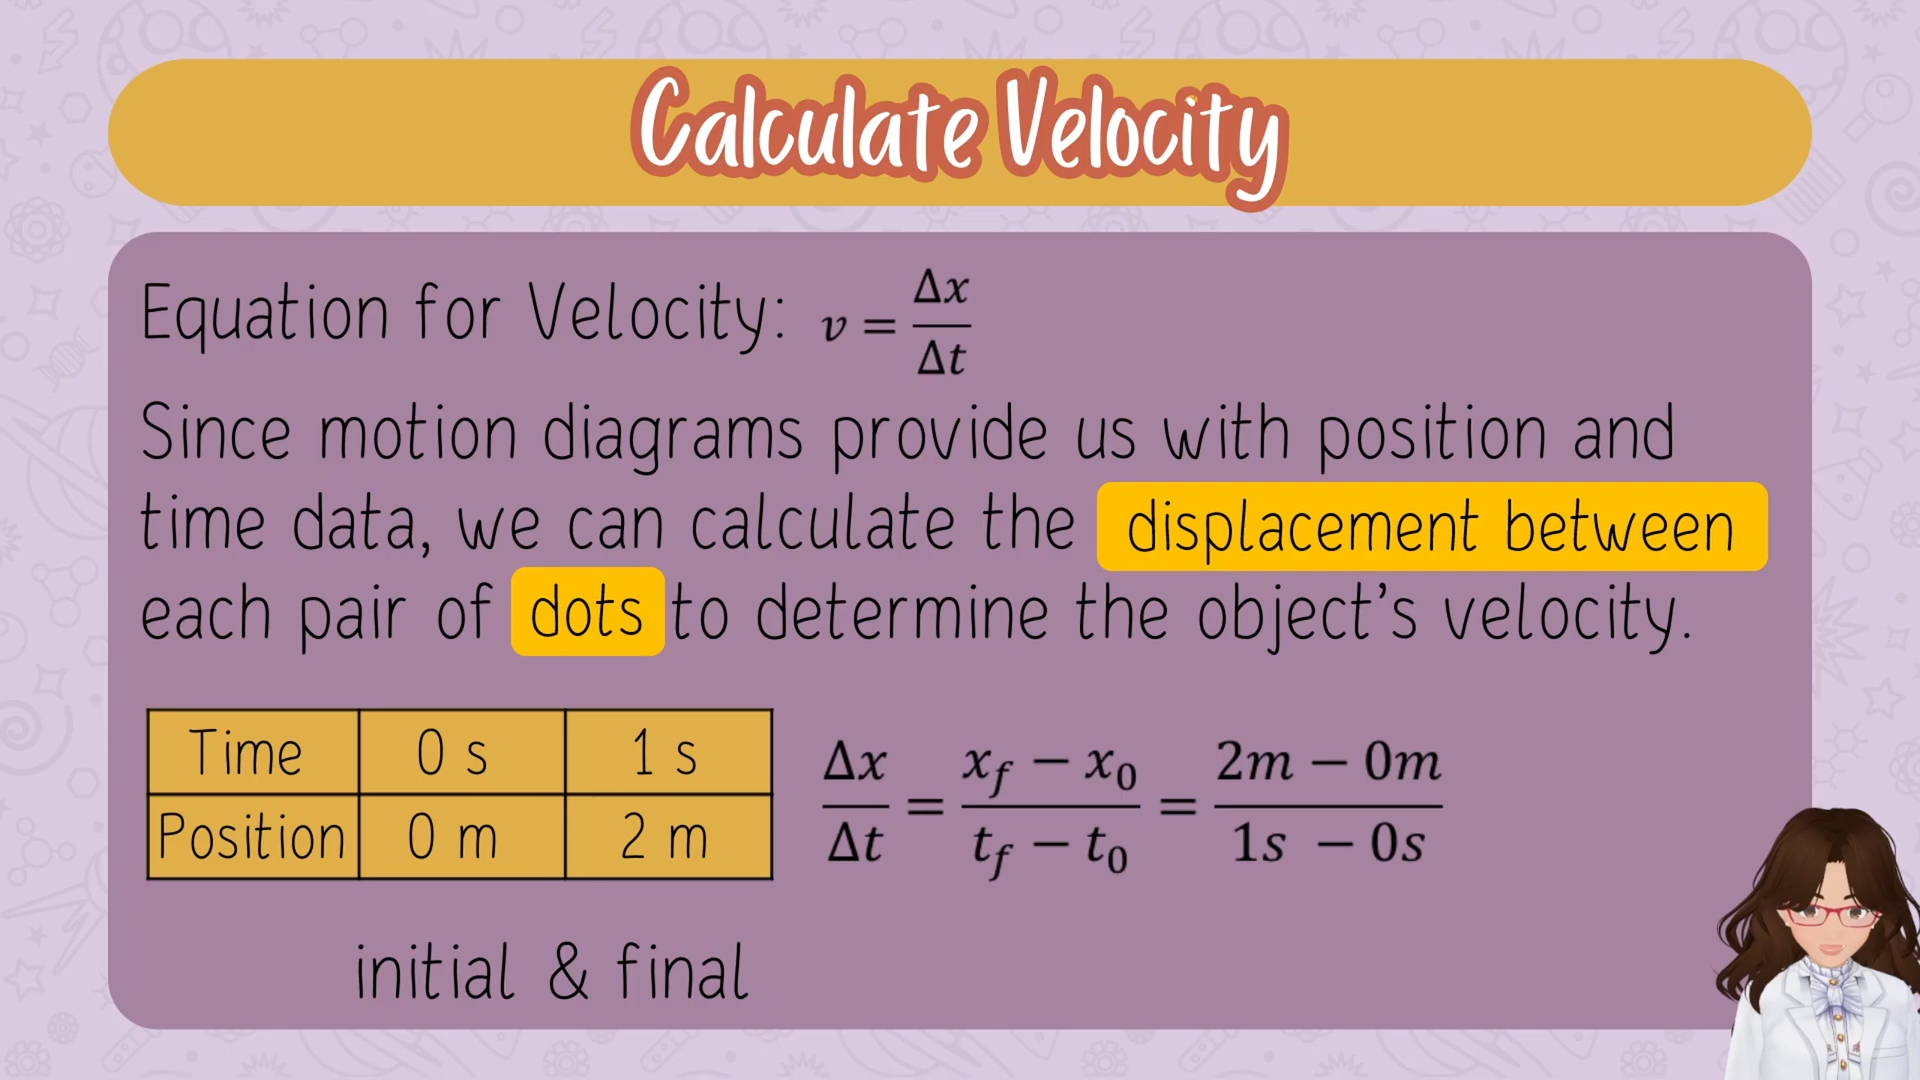 Calculate Velocity
Equation for Velocity: v = Δx / Δt
Since motion diagrams provide us with position and
time data, we can calculate the displacement between
each pair of dots to determine the object's velocity.
Time 0 s 1 s
Position 0 m 2 m
Δx / Δt = (x_f − x_0) / (t_f − t_0) = (2m − 0m) / (1s − 0s)
initial & final